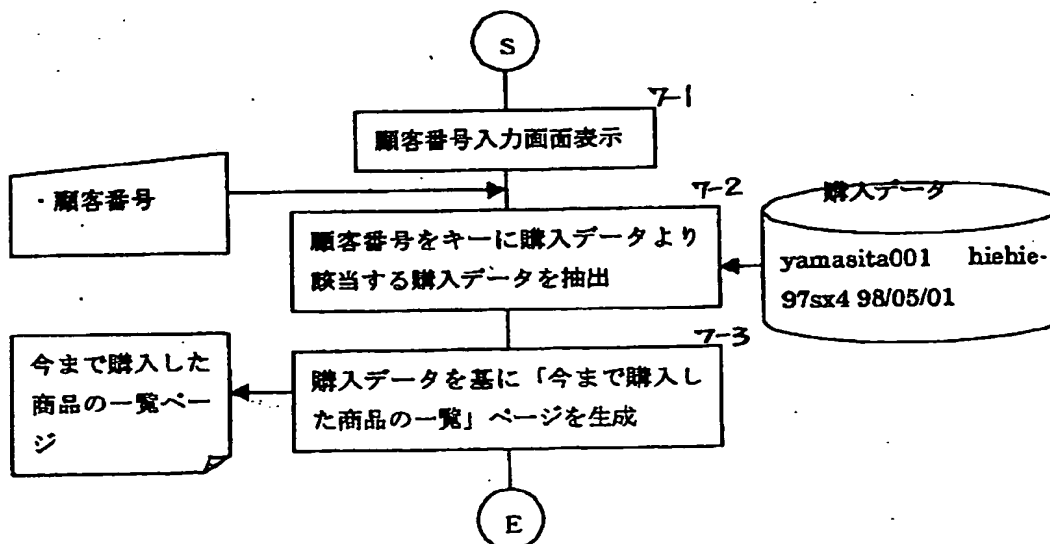 S
7-1
顧客番号入力画面表示
・顧客番号
7-2
顧客番号をキーに購入データより
該当する購入データを抽出
購入データ
yamasita001 hiehie-
97sx4 98/05/01
7-3
購入データを基に「今まで購入し
た商品の一覧」ページを生成
今まで購入した
商品の一覧ペー
ジ
E